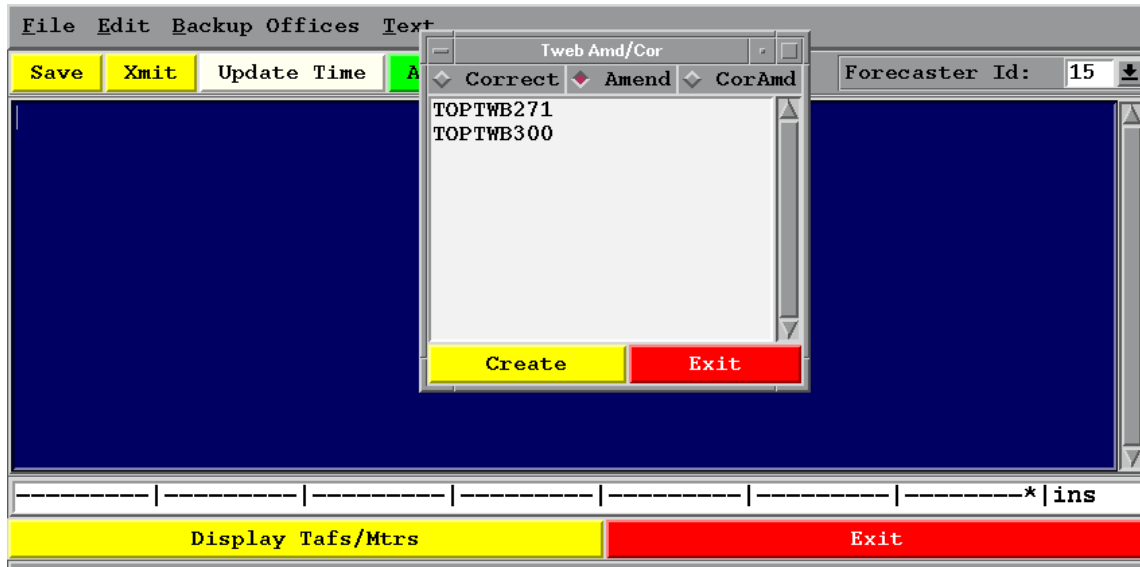 File Edit Backup Offices Text
Tweb Amd/Cor
Save Xmit Update Time A Forecaster Id: 15
Correct Amend CorAmd
TOPTWB271
TOPTWB300
Create Exit
---------|---------|---------|---------|---------|---------|--------*|ins
Display Tafs/Mtrs Exit